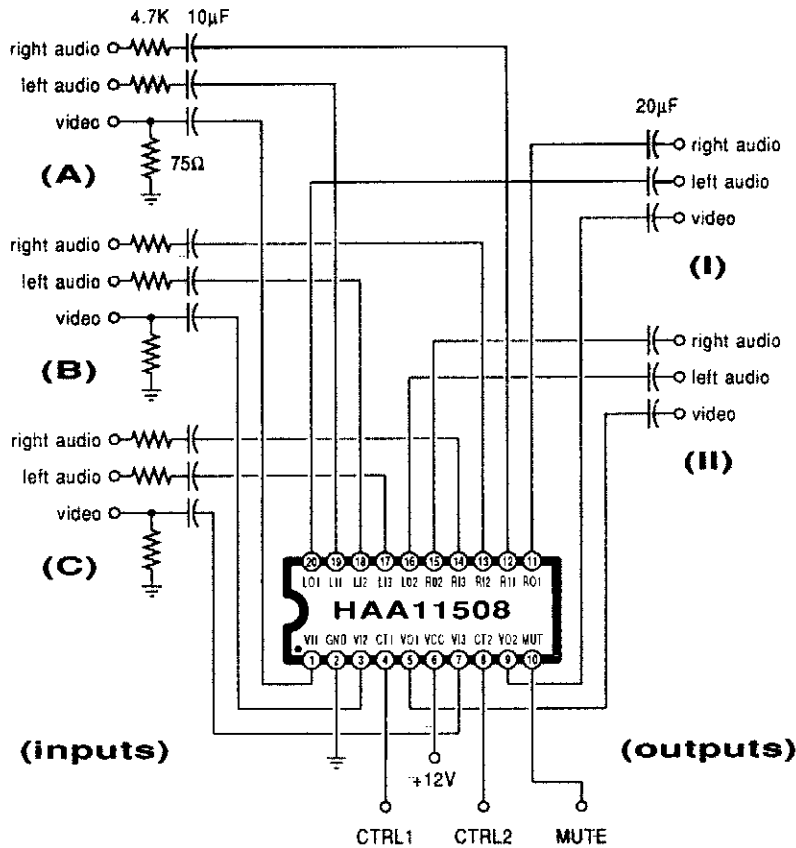 4.7K 10µF
right audio
left audio
video
75Ω
(A)
20µF
right audio
left audio
video
(I)
right audio
left audio
video
(B)
right audio
left audio
video
(II)
right audio
left audio
video
(C)
20 19 18 17 16 15 14 13 12 11
LO1 LI1 LI2 LI3 LO2 RO2 RI3 RI2 RI1 RO1
HAA11508
VI1 GND VI2 CT1 VO1 VCC VI3 CT2 VO2 MUT
1 2 3 4 5 6 7 8 9 10
(inputs)
(outputs)
+12V
CTRL1 CTRL2 MUTE